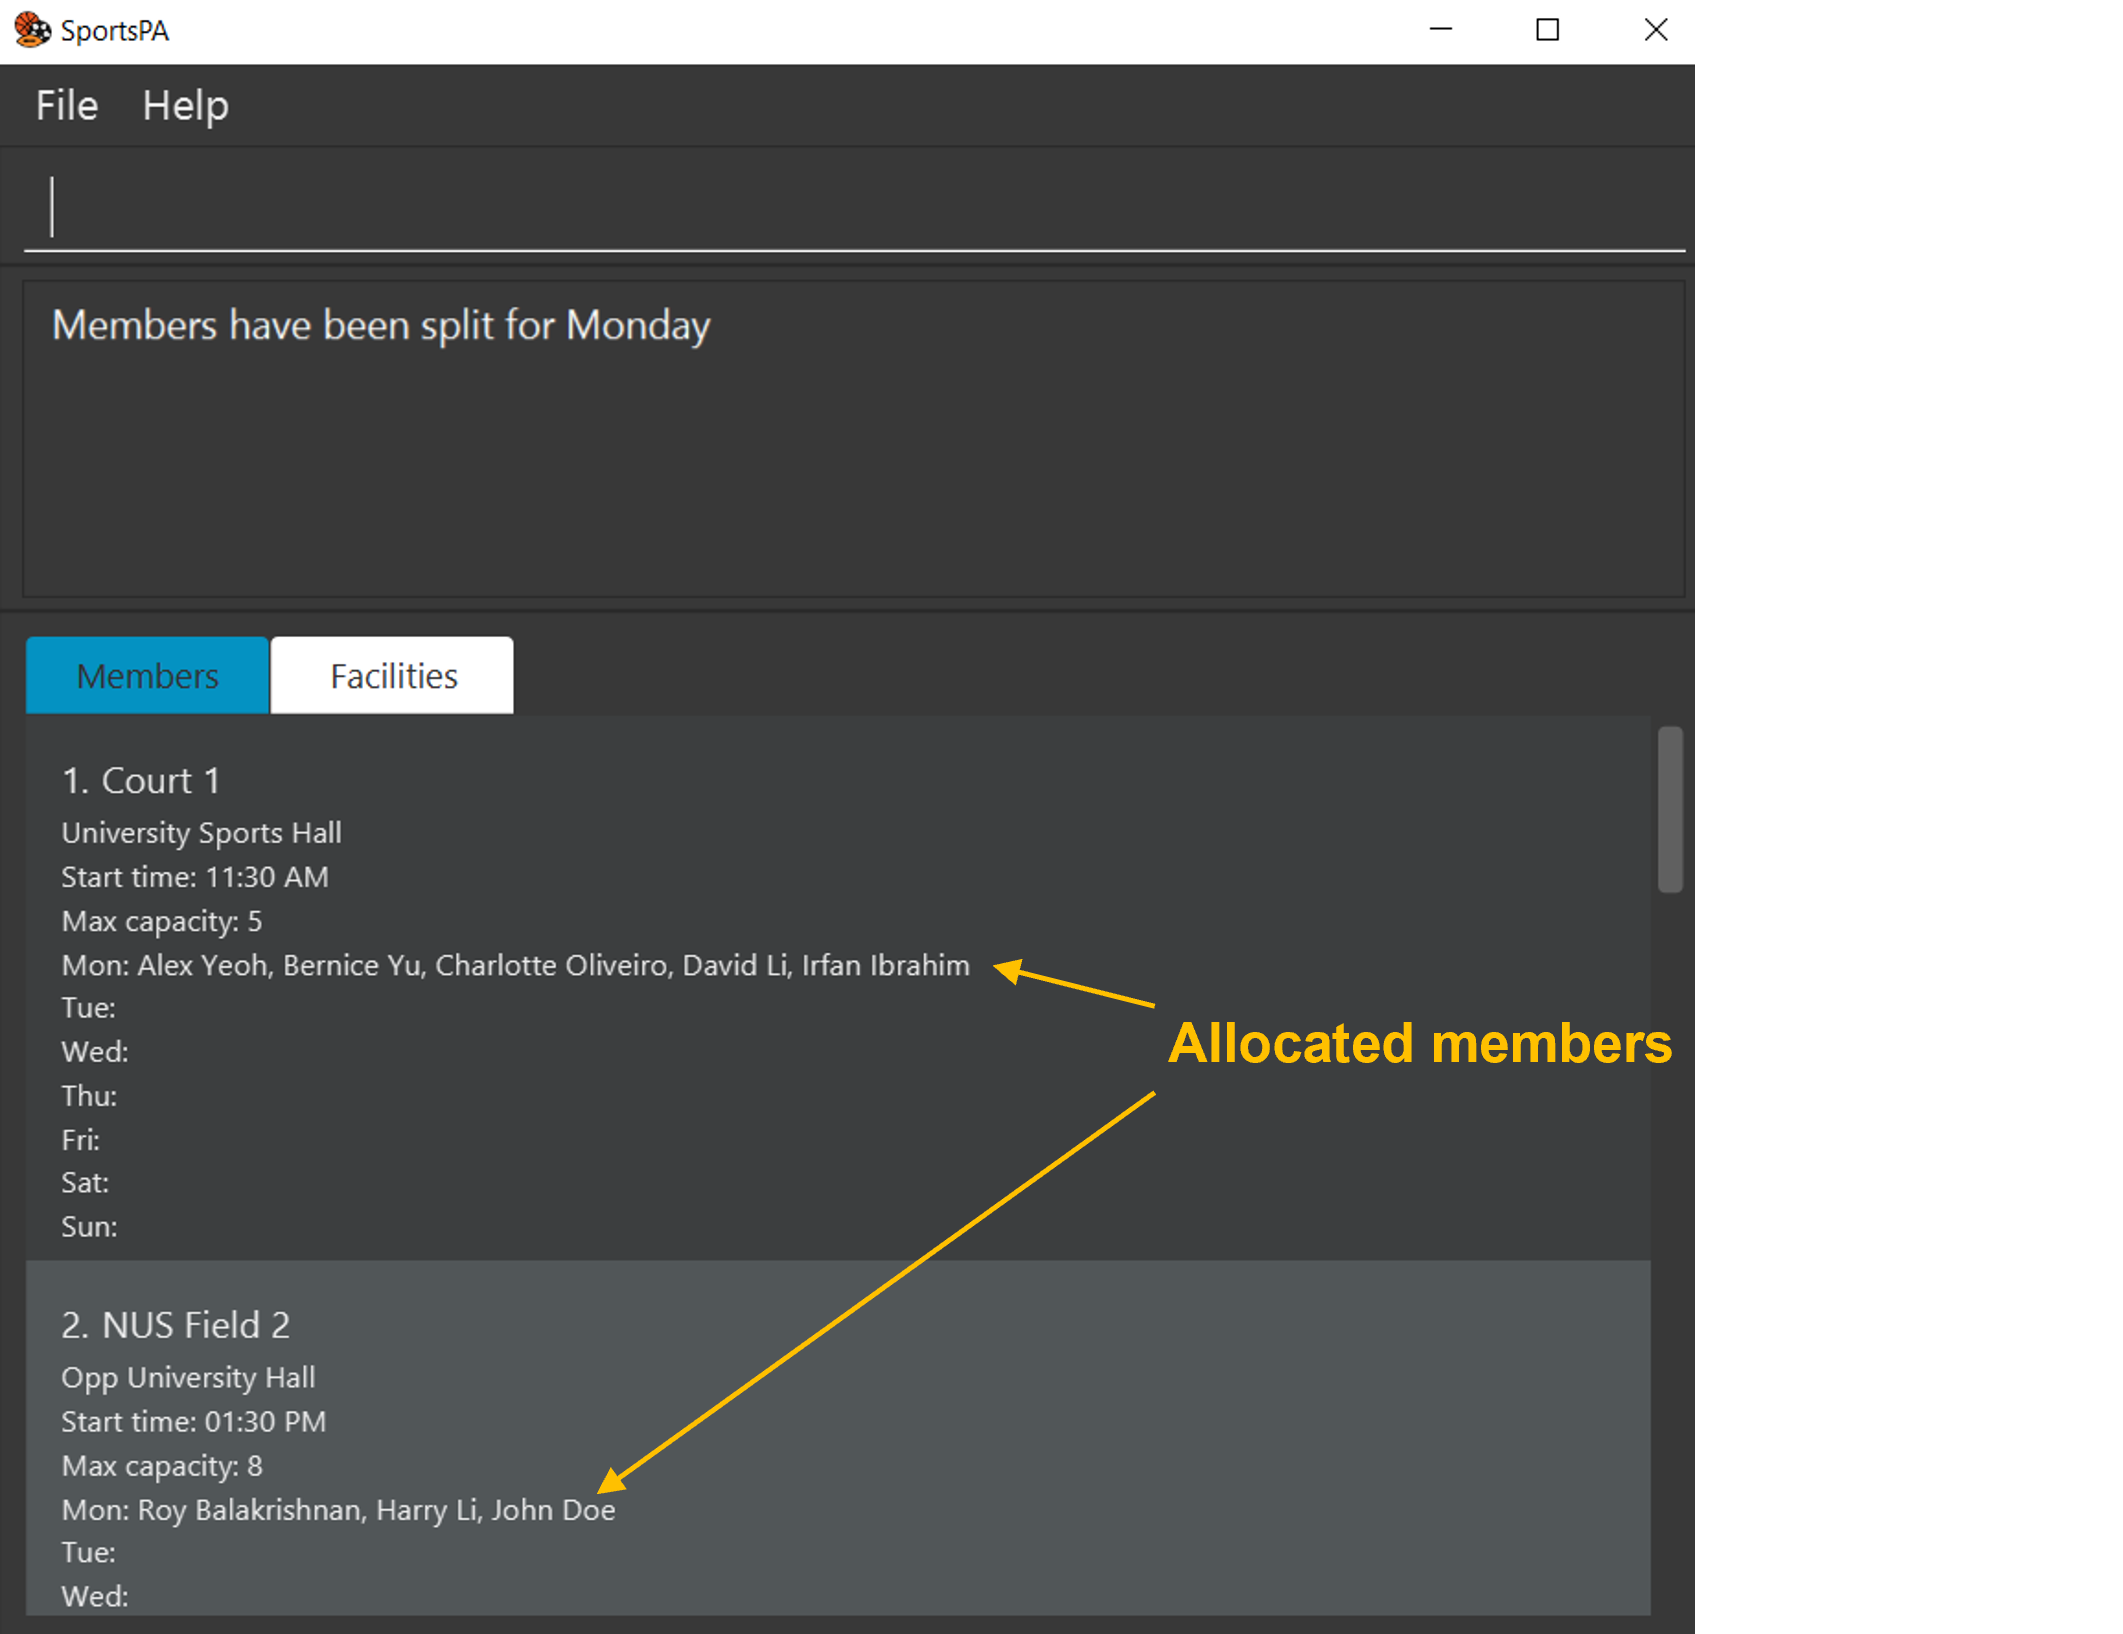 SportsPA
File Help
Members have been split for Monday
Members Facilities
1. Court 1
University Sports Hall
Start time: 11:30 AM
Max capacity: 5
Mon: Alex Yeoh, Bernice Yu, Charlotte Oliveiro, David Li, Irfan Ibrahim
Tue:
Allocated members
Wed:
Thu:
Fri:
Sat:
Sun:
2. NUS Field 2
Opp University Hall
Start time: 01:30 PM
Max capacity: 8
Mon: Roy Balakrishnan, Harry Li, John Doe
Tue:
Wed: